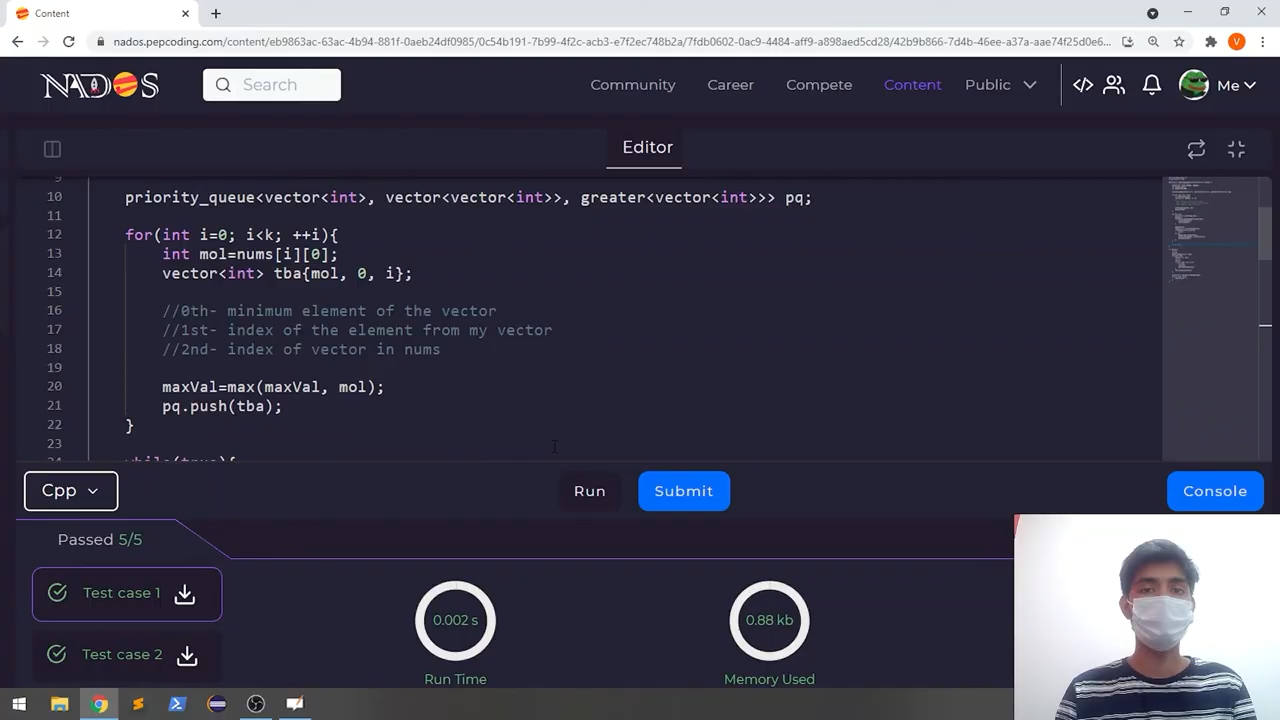 Content
nados.pepcoding.com/content/eb9863ac-63ac-4b94-881f-0aeb24df0985/0c54b191-7b99-4f2c-acb3-e7f2ec748b2a/7fdb0602-0ac9-4484-aff9-a898aed5cd28/42b9b866-7d4b-46ee-a37a-aae74f25d0e6...
V
NADOS
Search
Community
Career
Compete
Content
Public
Me
Editor
9
10 priority_queue<vector<int>, vector<vector<int>>, greater<vector<int>>> pq;
11
12 for(int i=0; i<k; ++i){
13 int mol=nums[i][0];
14 vector<int> tba{mol, 0, i};
15
16 //0th- minimum element of the vector
17 //1st- index of the element from my vector
18 //2nd- index of vector in nums
19
20 maxVal=max(maxVal, mol);
21 pq.push(tba);
22 }
23
24 while(true){
Cpp
Run
Submit
Console
Passed 5/5
Test case 1
Test case 2
0.002 s
Run Time
0.88 kb
Memory Used